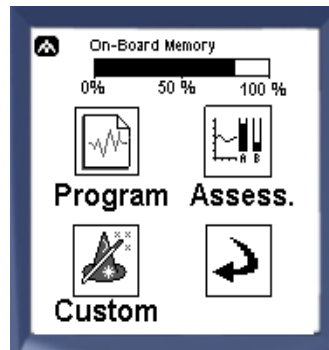 On-Board Memory
0% 50 % 100 %
A B
Program Assess.
Custom